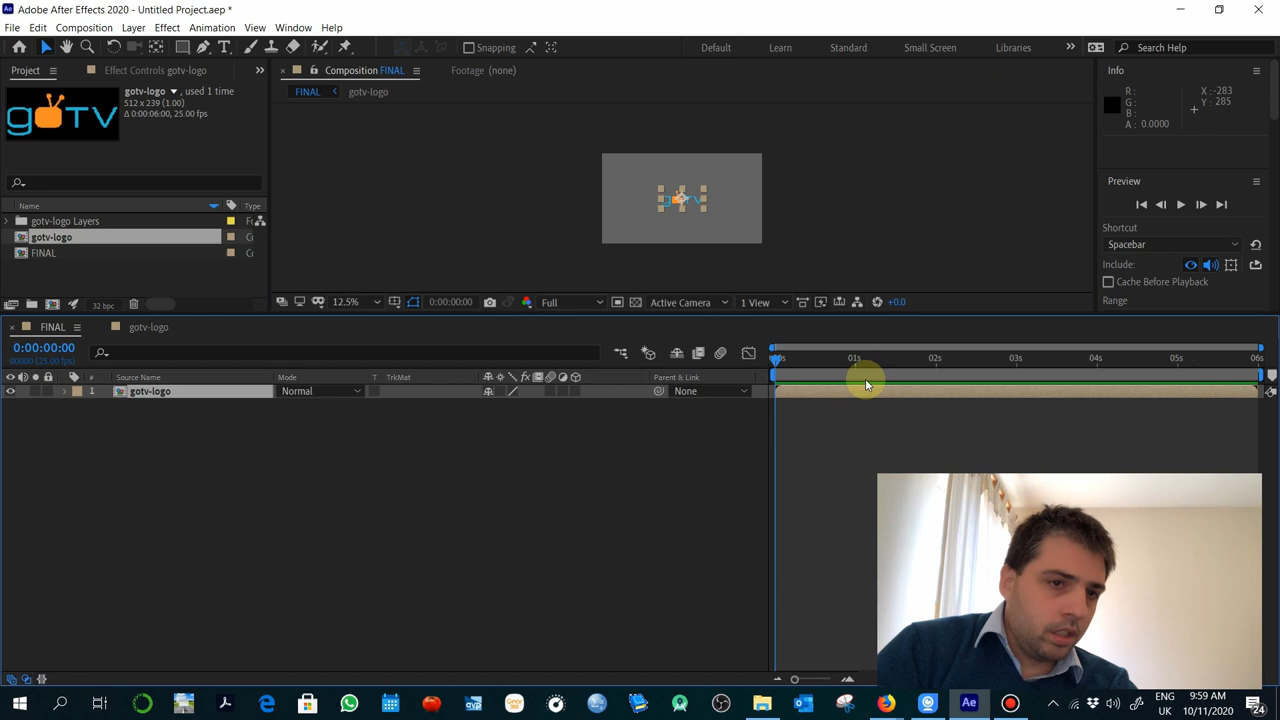 Adobe After Effects 2020 - Untitled Project.aep *
File Edit Composition Layer Effect Animation View Window Help
Snapping
Default Learn Standard Small Screen Libraries
Search Help
Project Effect Controls gotv-logo
Composition FINAL Footage (none)
Info
gotv-logo , used 1 time
512 x 239 (1.00)
Δ 0:00:06:00, 25.00 fps
goTV
FINAL gotv-logo
R :
G :
B :
A : 0.0000
X : -283
Y : 285
goTV
Preview
Name Type
gotv-logo Layers
gotv-logo Cc
FINAL Cc
Shortcut
Spacebar
Include:
Cache Before Playback
Range
32 bpc
12.5% 0:00:00:00 Full Active Camera 1 View +0.0
FINAL gotv-logo
0:00:00:00
00000 (25.00 fps)
01s 02s 03s 04s 05s 06s
# Source Name Mode T TrkMat Parent & Link
1 gotv-logo Normal None
ENG
UK
9:59 AM
10/11/2020
24